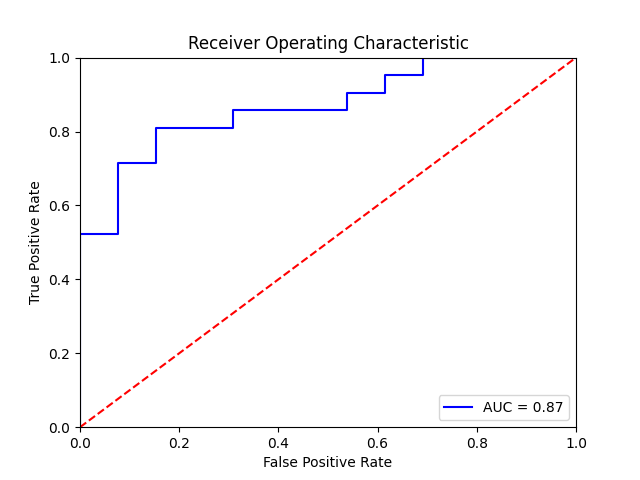 Receiver Operating Characteristic
1.0
0.8
0.6
0.4
0.2
0.0
True Positive Rate
AUC = 0.87
0.0 0.2 0.4 0.6 0.8 1.0
False Positive Rate